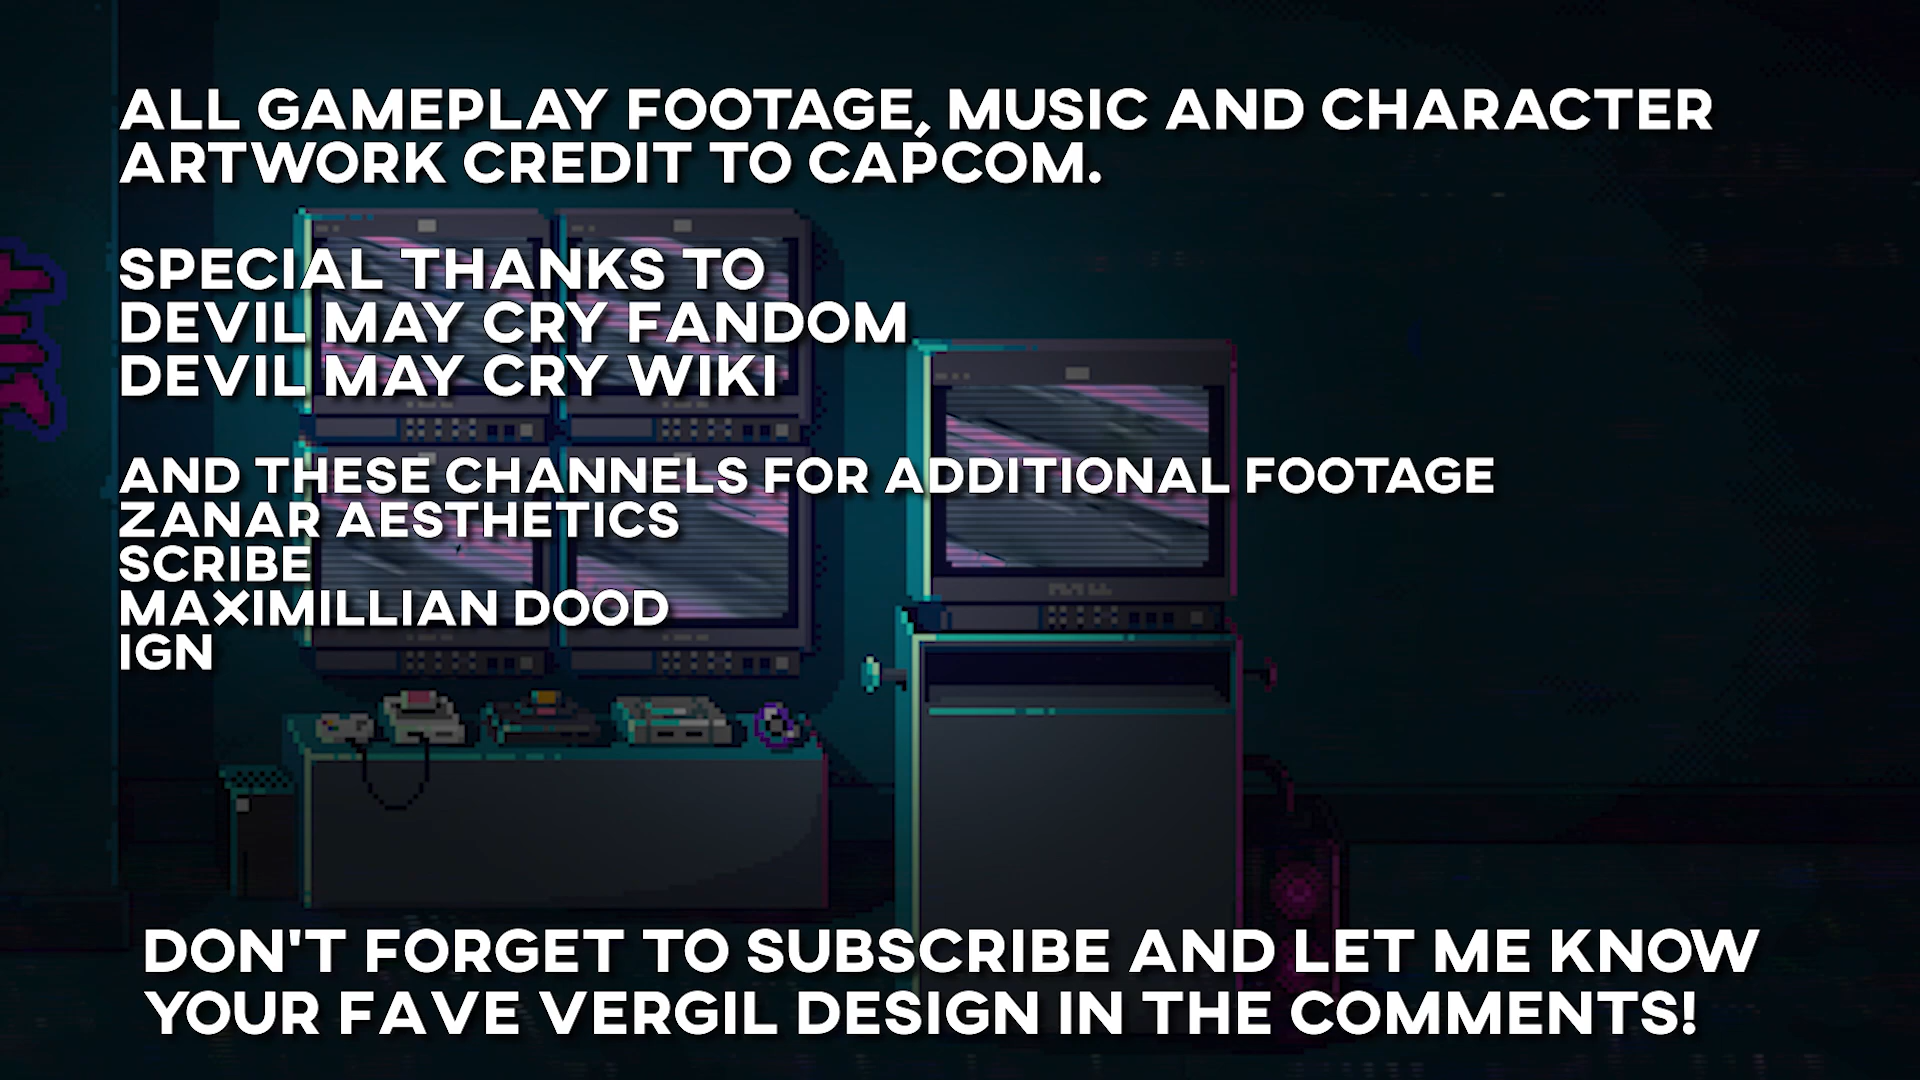 ALL GAMEPLAY FOOTAGE, MUSIC AND CHARACTER
ARTWORK CREDIT TO CAPCOM.
SPECIAL THANKS TO
DEVIL MAY CRY FANDOM
DEVIL MAY CRY WIKI
AND THESE CHANNELS FOR ADDITIONAL FOOTAGE
ZANAR AESTHETICS
SCRIBE
MAXIMILLIAN DOOD
IGN
DON'T FORGET TO SUBSCRIBE AND LET ME KNOW
YOUR FAVE VERGIL DESIGN IN THE COMMENTS!